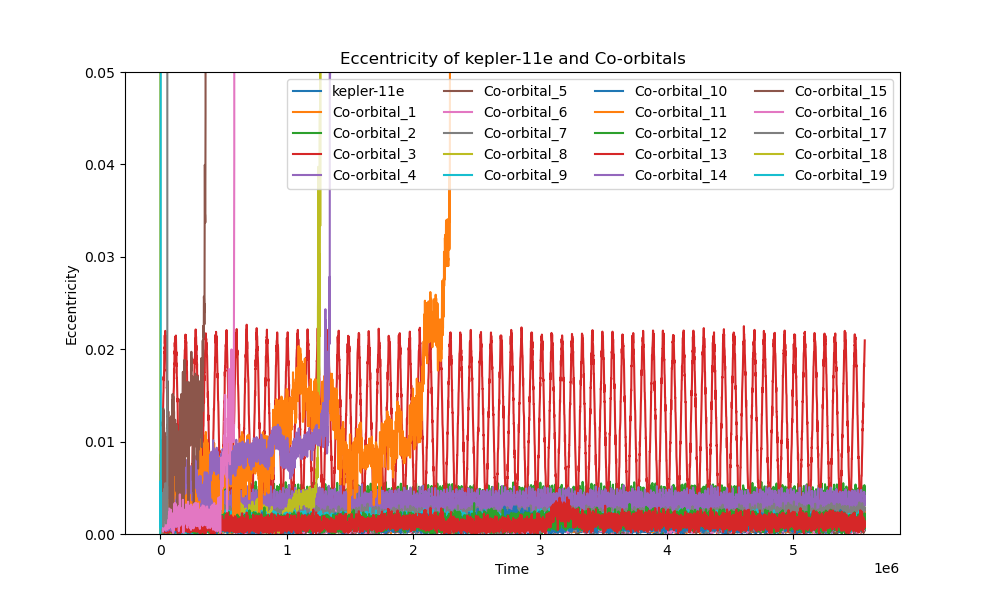 Eccentricity of kepler-11e and Co-orbitals
kepler-11e Co-orbital_5 Co-orbital_10 Co-orbital_15
Co-orbital_1 Co-orbital_6 Co-orbital_11 Co-orbital_16
Co-orbital_2 Co-orbital_7 Co-orbital_12 Co-orbital_17
Co-orbital_3 Co-orbital_8 Co-orbital_13 Co-orbital_18
Co-orbital_4 Co-orbital_9 Co-orbital_14 Co-orbital_19
Eccentricity
0.05
0.04
0.03
0.02
0.01
0.00
0 1 2 3 4 5
1e6
Time